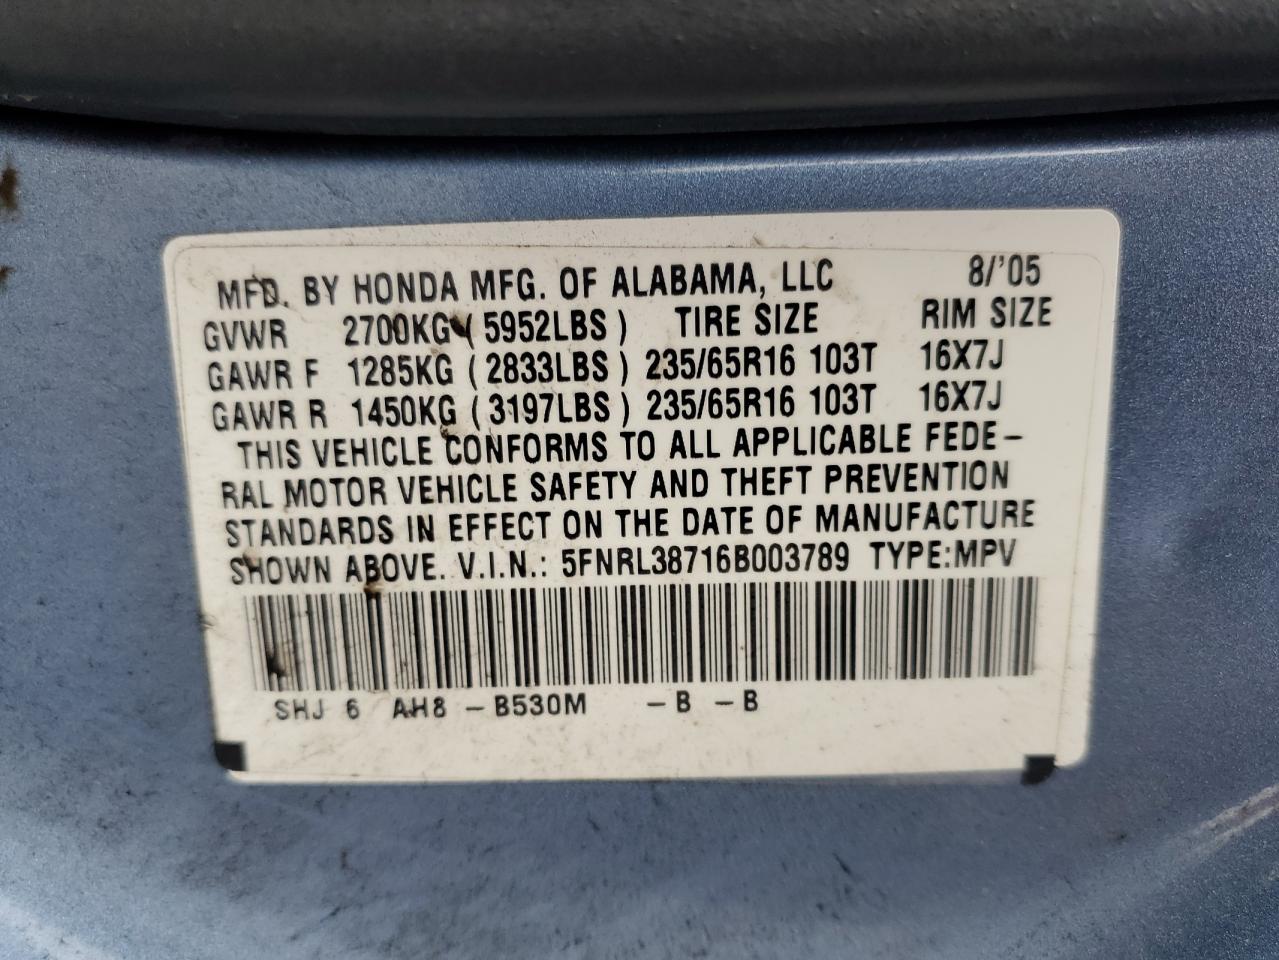 MFD. BY HONDA MFG. OF ALABAMA, LLC 8/'05
GVWR 2700KG ( 5952LBS ) TIRE SIZE RIM SIZE
GAWR F 1285KG ( 2833LBS ) 235/65R16 103T 16X7J
GAWR R 1450KG ( 3197LBS ) 235/65R16 103T 16X7J
THIS VEHICLE CONFORMS TO ALL APPLICABLE FEDE-
RAL MOTOR VEHICLE SAFETY AND THEFT PREVENTION
STANDARDS IN EFFECT ON THE DATE OF MANUFACTURE
SHOWN ABOVE. V.I.N.: 5FNRL38716B003789 TYPE:MPV
SHJ 6 AH8 - B530M - B - B